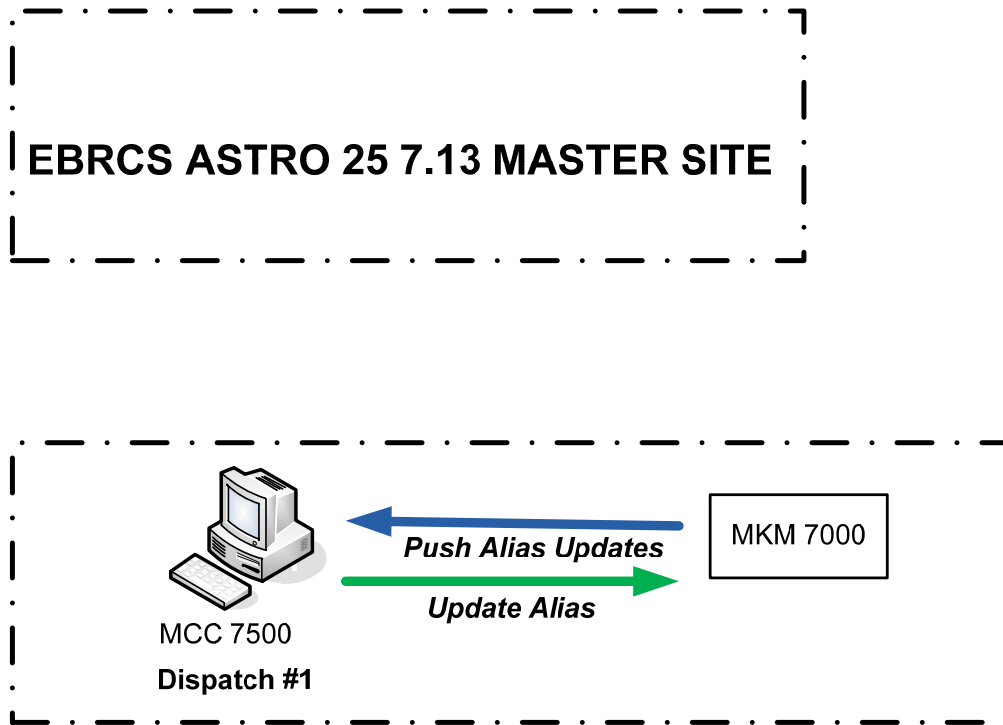 EBRCS ASTRO 25 7.13 MASTER SITE
Push Alias Updates
MKM 7000
Update Alias
MCC 7500
Dispatch #1